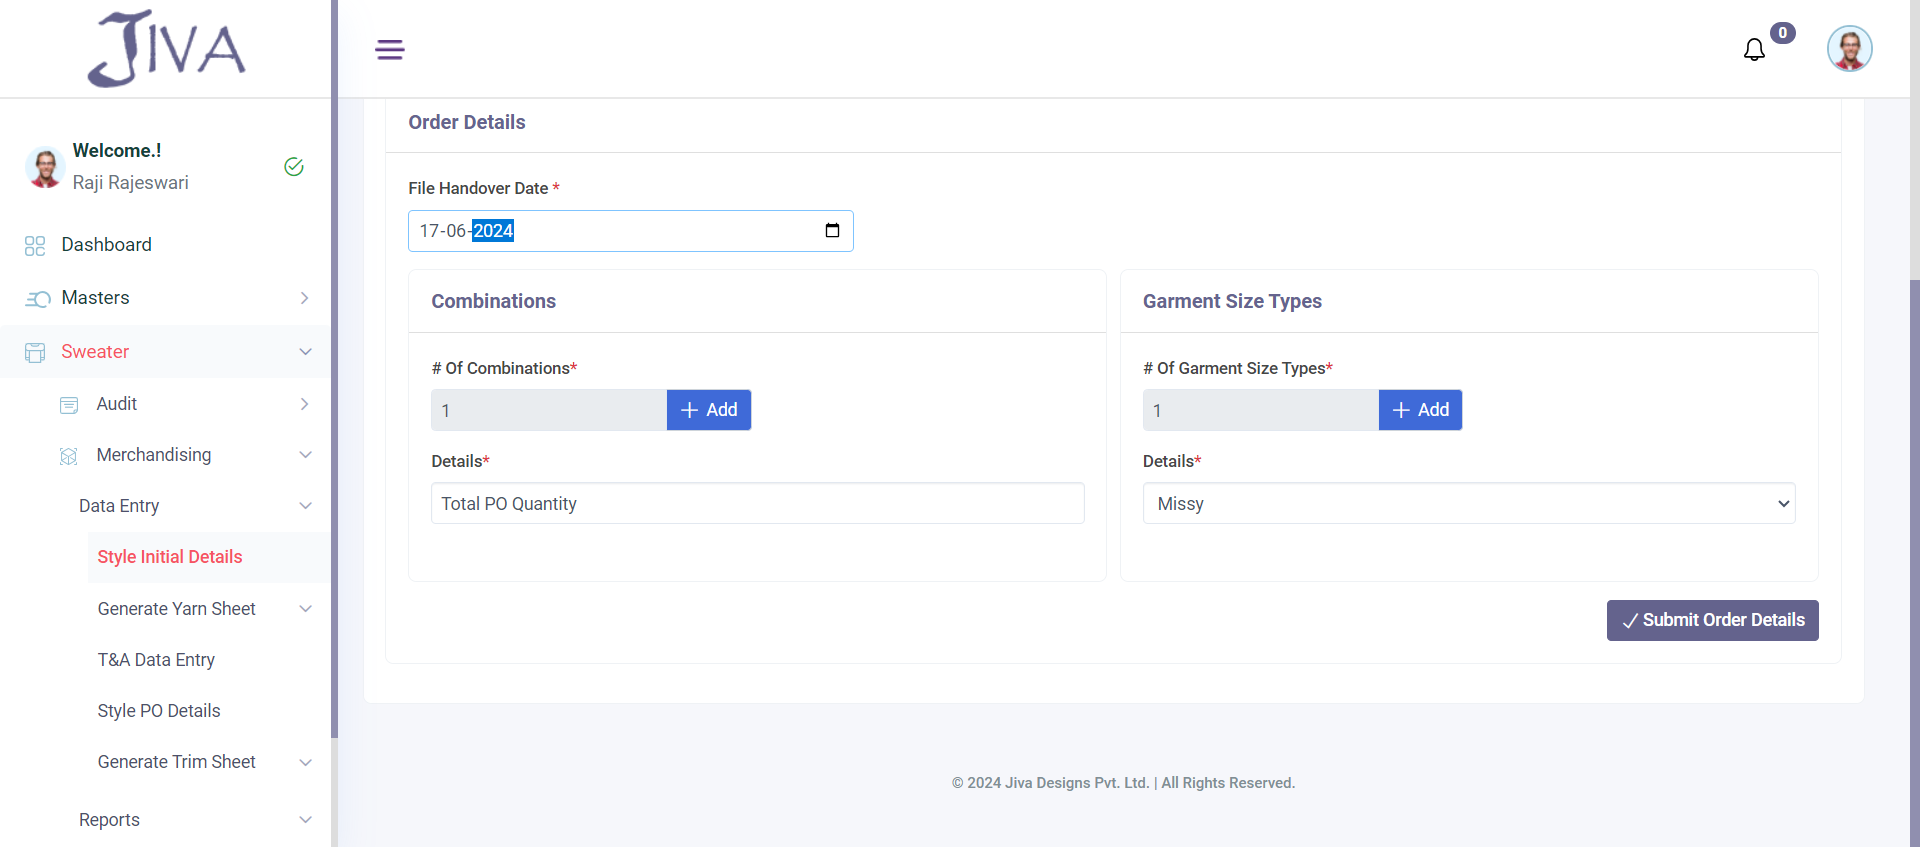 JIVA
0
Welcome.!
Raji Rajeswari
Dashboard
Masters
Sweater
Audit
Merchandising
Data Entry
Style Initial Details
Generate Yarn Sheet
T&A Data Entry
Style PO Details
Generate Trim Sheet
Reports
Order Details
File Handover Date *
17-06-2024
Combinations
# Of Combinations*
1
Add
Details*
Total PO Quantity
Garment Size Types
# Of Garment Size Types*
1
Add
Details*
Missy
Submit Order Details
© 2024 Jiva Designs Pvt. Ltd. | All Rights Reserved.